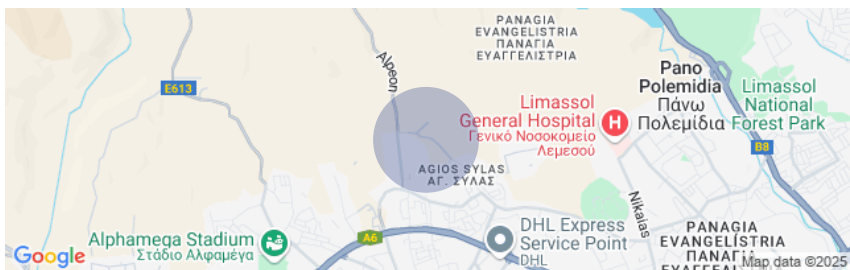 PANAGIA
EVANGELISTRIA
ΠΑΝΑΓΙΑ
ΕΥΑΓΓΕΛΙΣΤΡΙΑ
Alpeon
E613
Limassol
General Hospital
Γενικό Νοσοκομείο
Λεμεσού
H
Pano
Polemidia
Πάνω
Πολεμίδια
Limassol
National
Forest Park
B8
AGIOS SYLAS
ΑΓ. ΣΥΛΑΣ
Nikaias
Alphamega Stadium
Στάδιο Αλφαμέγα
A6
DHL Express
Service Point
DHL
PANAGIA
EVANGELÍSTRIA
ΠΑΝΑΓΙΑ
Google
Map data ©2025